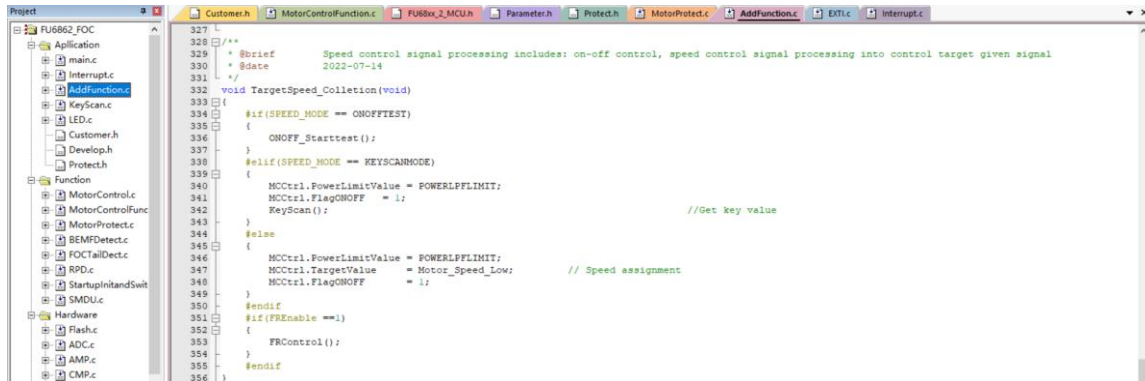 Project
Customer.h MotorControlFunction.c FU68xx_2_MCU.h Parameter.h Protect.h MotorProtect.c AddFunction.c EXTI.c Interrupt.c
FU6862_FOC
Apllication
main.c
Interrupt.c
AddFunction.c
KeyScan.c
LED.c
Customer.h
Develop.h
Protect.h
Function
MotorControl.c
MotorControlFunc
MotorProtect.c
BEMFDetect.c
FOCTailDect.c
RPD.c
StartupInitandSwit
SMDU.c
Hardware
Flash.c
ADC.c
AMP.c
CMP.c
327
328 /**
329 * @brief Speed control signal processing includes: on-off control, speed control signal processing into control target given signal
330 * @date 2022-07-14
331 */
332 void TargetSpeed_Colletion(void)
333 {
334 #if(SPEED_MODE == ONOFFTEST)
335 {
336 ONOFF_Starttest();
337 }
338 #elif(SPEED_MODE == KEYSCANMODE)
339 {
340 MCCtrl.PowerLimitValue = POWERLPFLIMIT;
341 MCCtrl.FlagONOFF = 1;
342 KeyScan(); //Get key value
343 }
344 #else
345 {
346 MCCtrl.PowerLimitValue = POWERLPFLIMIT;
347 MCCtrl.TargetValue = Motor_Speed_Low; // Speed assignment
348 MCCtrl.FlagONOFF = 1;
349 }
350 #endif
351 #if(FREnable ==1)
352 {
353 FRControl();
354 }
355 #endif
356 }